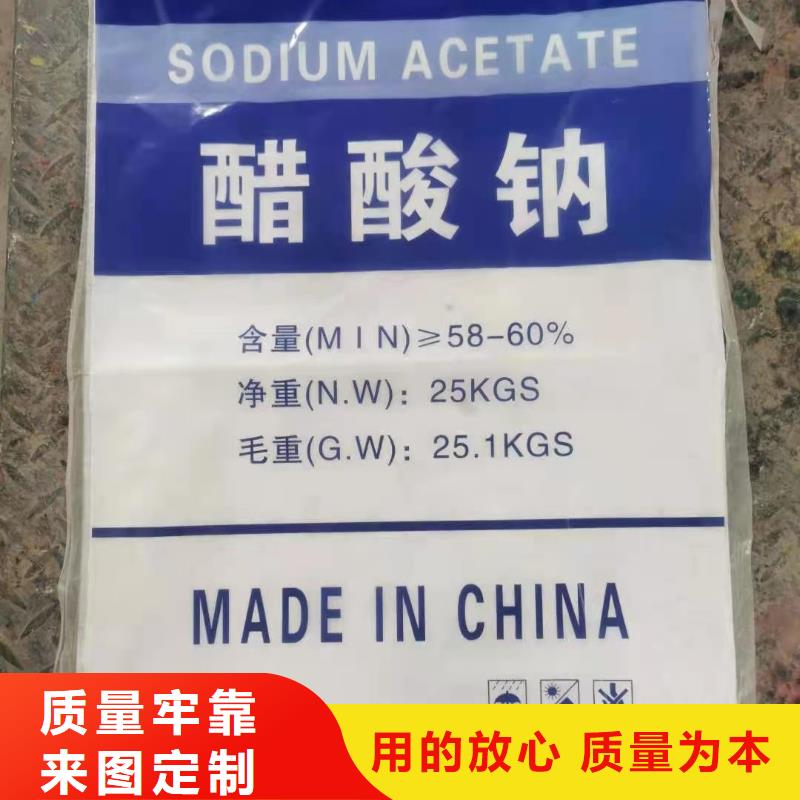 SODIUM ACETATE
醋酸钠
含量(MIN)≥58-60%
净重(N.W): 25KGS
毛重(G.W): 25.1KGS
MADE IN CHINA
质量牢靠
来图定制
用的放心 质量为本